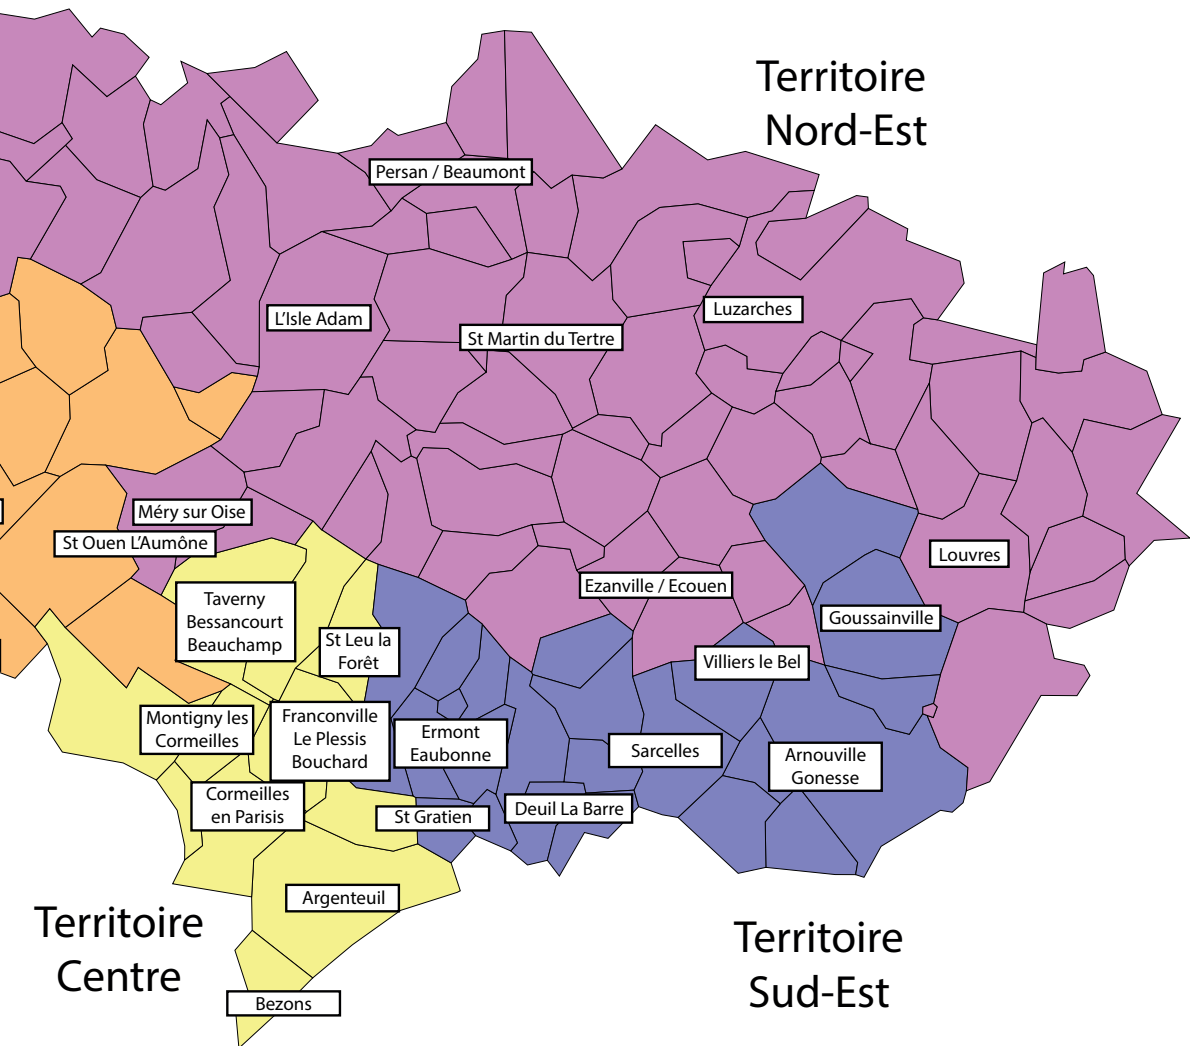 Territoire
Nord-Est
Persan / Beaumont
L'Isle Adam
St Martin du Tertre
Luzarches
Méry sur Oise
St Ouen L'Aumône
Louvres
Ezanville / Ecouen
Goussainville
Taverny
Bessancourt
Beauchamp
St Leu la
Forêt
Villiers le Bel
Montigny les
Cormeilles
Franconville
Le Plessis
Bouchard
Ermont
Eaubonne
Sarcelles
Arnouville
Gonesse
Cormeilles
en Parisis
St Gratien
Deuil La Barre
Argenteuil
Territoire
Centre
Territoire
Sud-Est
Bezons